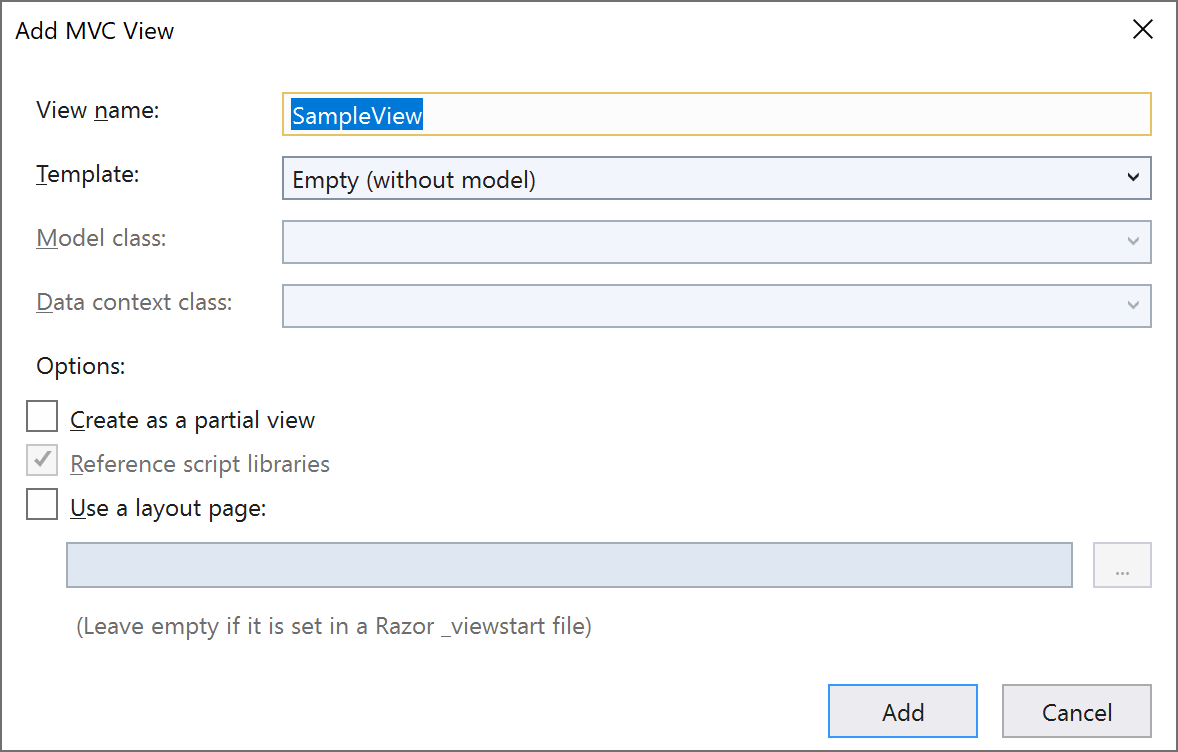 Add MVC View
View name:
SampleView
Template:
Empty (without model)
Model class:
Data context class:
Options:
Create as a partial view
Reference script libraries
Use a layout page:
...
(Leave empty if it is set in a Razor _viewstart file)
Add
Cancel